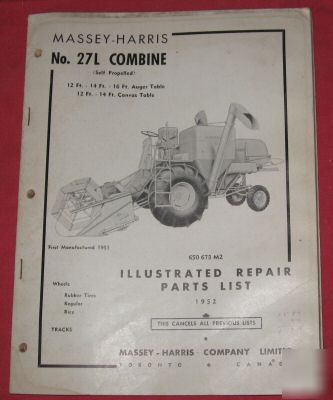 MASSEY-HARRIS
No. 27L COMBINE
(Self Propelled)
12 Ft. - 14 Ft. - 16 Ft. Auger Table
12 Ft. - 14 Ft. Canvas Table
First Manufactured 1951
650 673 M2
ILLUSTRATED REPAIR
PARTS LIST
1952
Wheels
Rubber Tires
Regular
Rice
TRACKS
THIS CANCELS ALL PREVIOUS LISTS
MASSEY-HARRIS COMPANY LIMITE
TORONTO • CANA